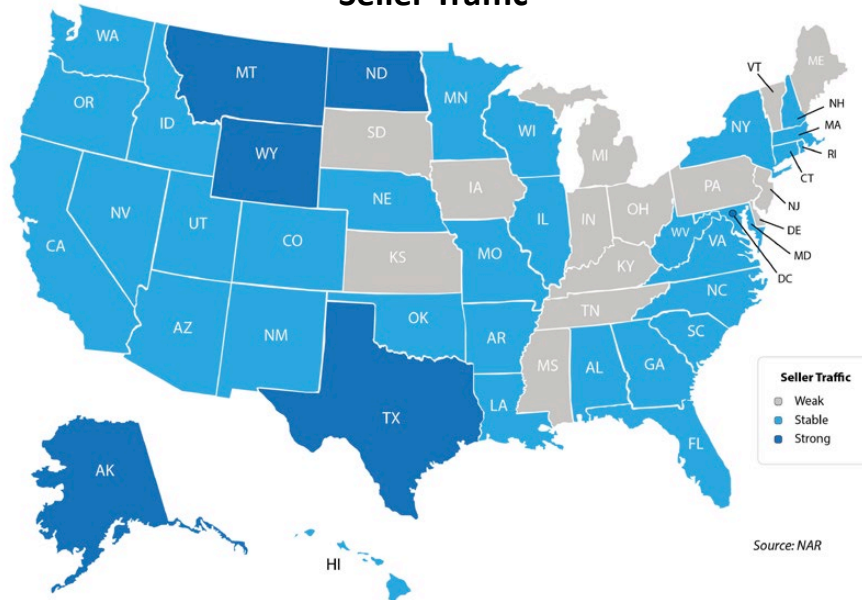 Seller Traffic
WA
MT
ND
MN
VT
ME
OR
ID
SD
WI
NY
NH
MA
WY
MI
RI
CT
IA
PA
NE
NJ
NV
UT
IL
IN
OH
DE
CA
CO
WV
VA
MD
KS
MO
KY
DC
NC
TN
OK
AZ
NM
AR
SC
MS
AL
GA
LA
TX
FL
Seller Traffic
Weak
Stable
Strong
AK
Source: NAR
HI